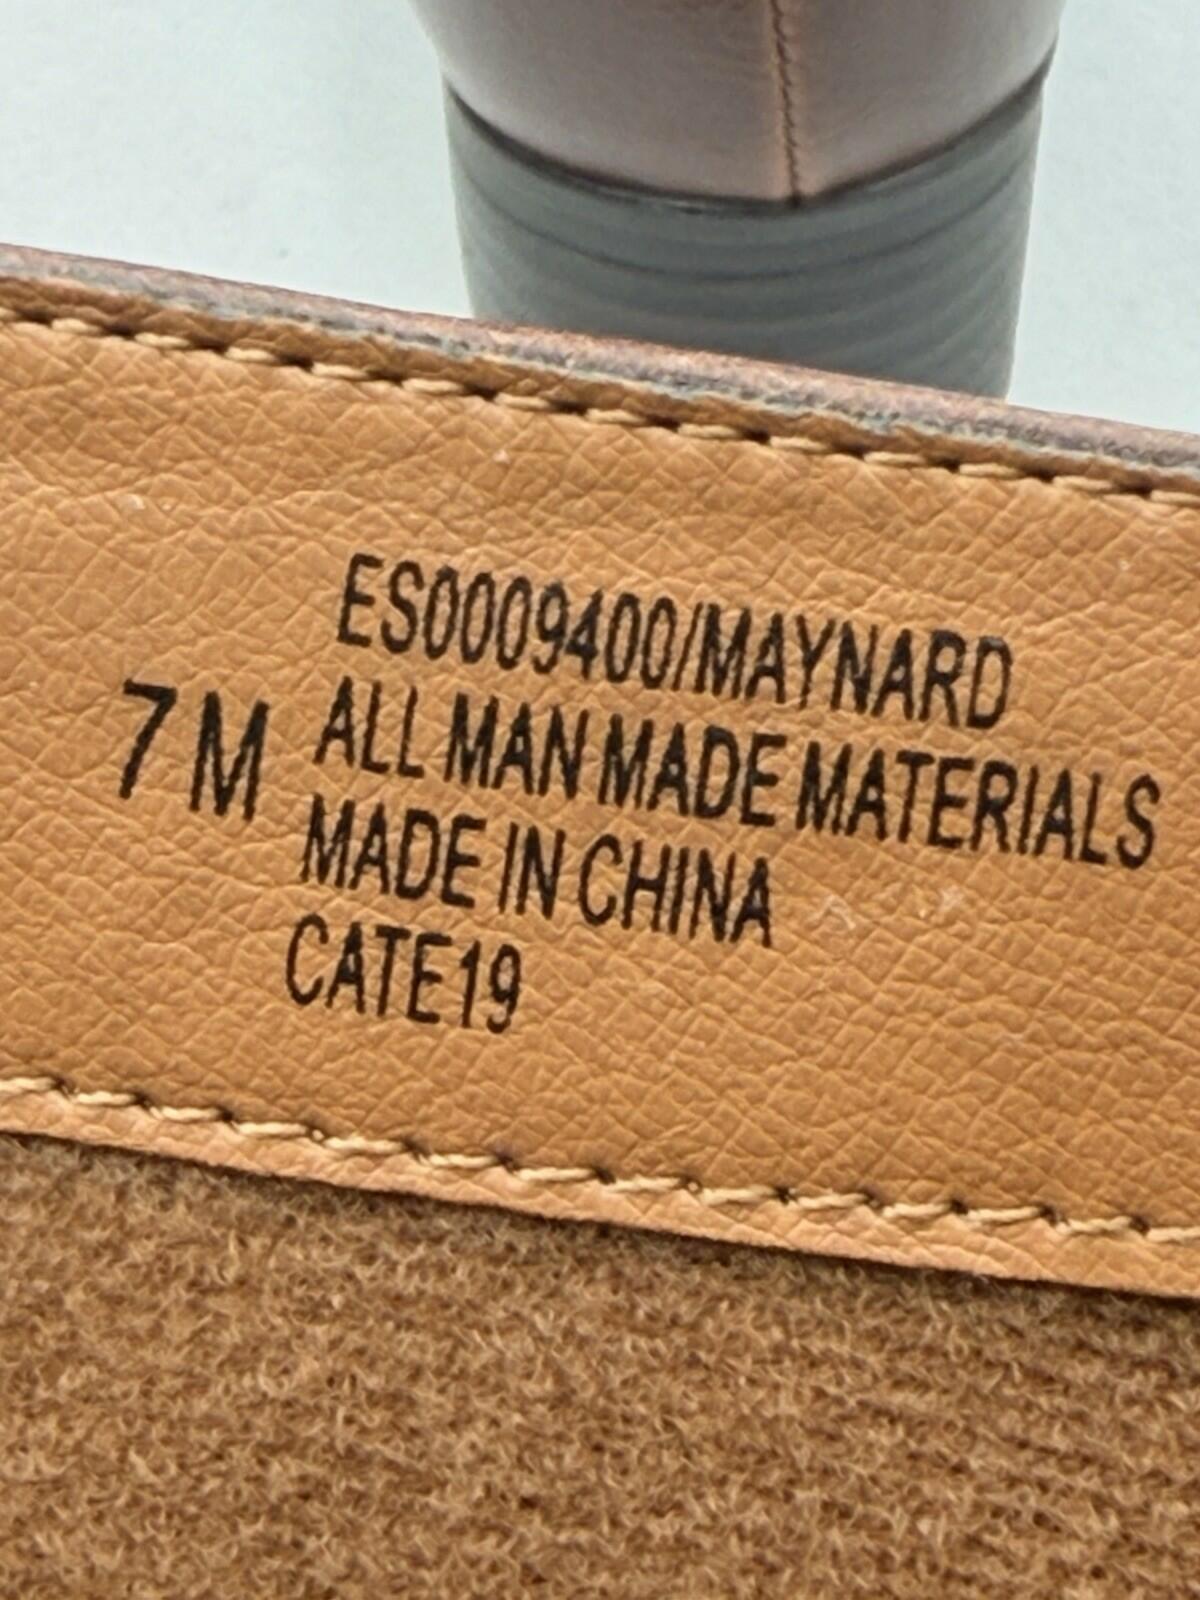 ES0009400/MAYNARD
7 M
ALL MAN MADE MATERIALS
MADE IN CHINA
CATE19